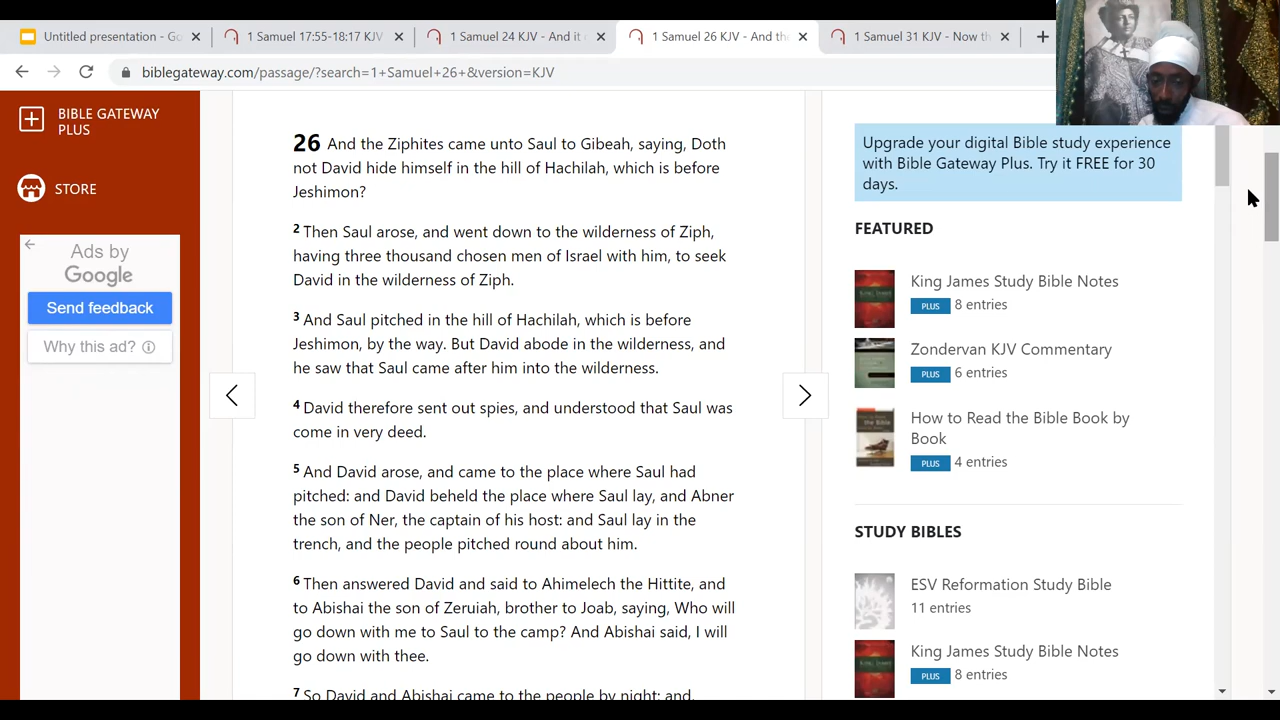 Untitled presentation - Go
1 Samuel 17:55-18:17 KJV
1 Samuel 24 KJV - And it
1 Samuel 26 KJV - And the
1 Samuel 31 KJV - Now th
biblegateway.com/passage/?search=1+Samuel+26+&version=KJV
BIBLE GATEWAY
PLUS
STORE
Ads by
Google
Send feedback
Why this ad?
26 And the Ziphites came unto Saul to Gibeah, saying, Doth
not David hide himself in the hill of Hachilah, which is before
Jeshimon?
2 Then Saul arose, and went down to the wilderness of Ziph,
having three thousand chosen men of Israel with him, to seek
David in the wilderness of Ziph.
3 And Saul pitched in the hill of Hachilah, which is before
Jeshimon, by the way. But David abode in the wilderness, and
he saw that Saul came after him into the wilderness.
4 David therefore sent out spies, and understood that Saul was
come in very deed.
5 And David arose, and came to the place where Saul had
pitched: and David beheld the place where Saul lay, and Abner
the son of Ner, the captain of his host: and Saul lay in the
trench, and the people pitched round about him.
6 Then answered David and said to Ahimelech the Hittite, and
to Abishai the son of Zeruiah, brother to Joab, saying, Who will
go down with me to Saul to the camp? And Abishai said, I will
go down with thee.
7 So David and Abishai came to the people by night: and,
Upgrade your digital Bible study experience
with Bible Gateway Plus. Try it FREE for 30
days.
FEATURED
King James Study Bible Notes
PLUS 8 entries
Zondervan KJV Commentary
PLUS 6 entries
How to Read the Bible Book by
Book
PLUS 4 entries
STUDY BIBLES
ESV Reformation Study Bible
11 entries
King James Study Bible Notes
PLUS 8 entries